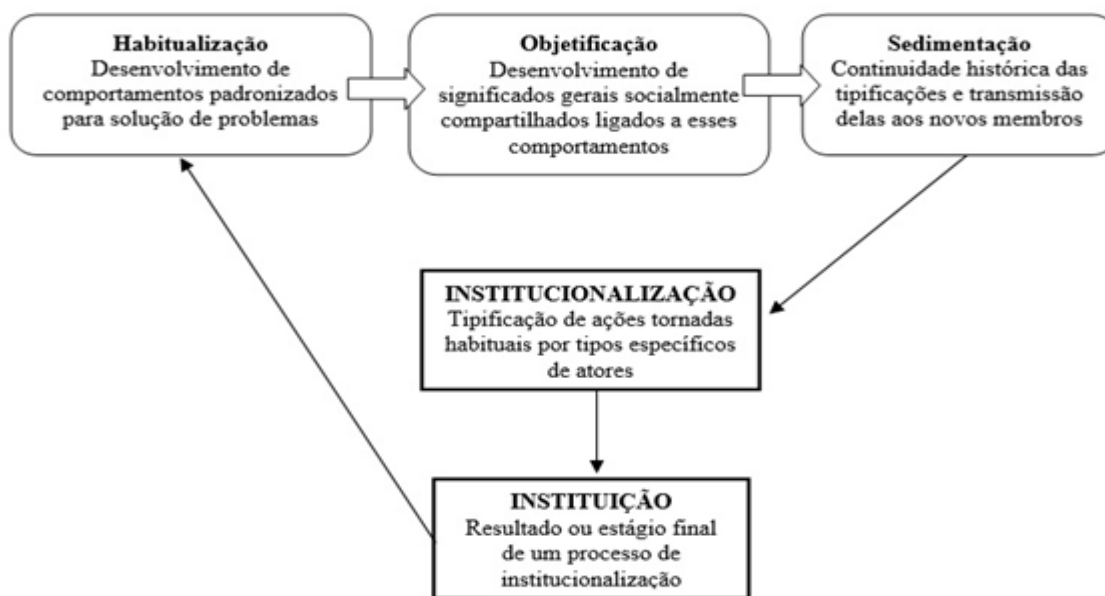 Habitualização
Desenvolvimento de
comportamentos padronizados
para solução de problemas
Objetificação
Desenvolvimento de
significados gerais socialmente
compartilhados ligados a esses
comportamentos
Sedimentação
Continuidade histórica das
tipificações e transmissão
delas aos novos membros
INSTITUCIONALIZAÇÃO
Tipificação de ações tornadas
habituais por tipos específicos
de atores
INSTITUIÇÃO
Resultado ou estágio final
de um processo de
institucionalização